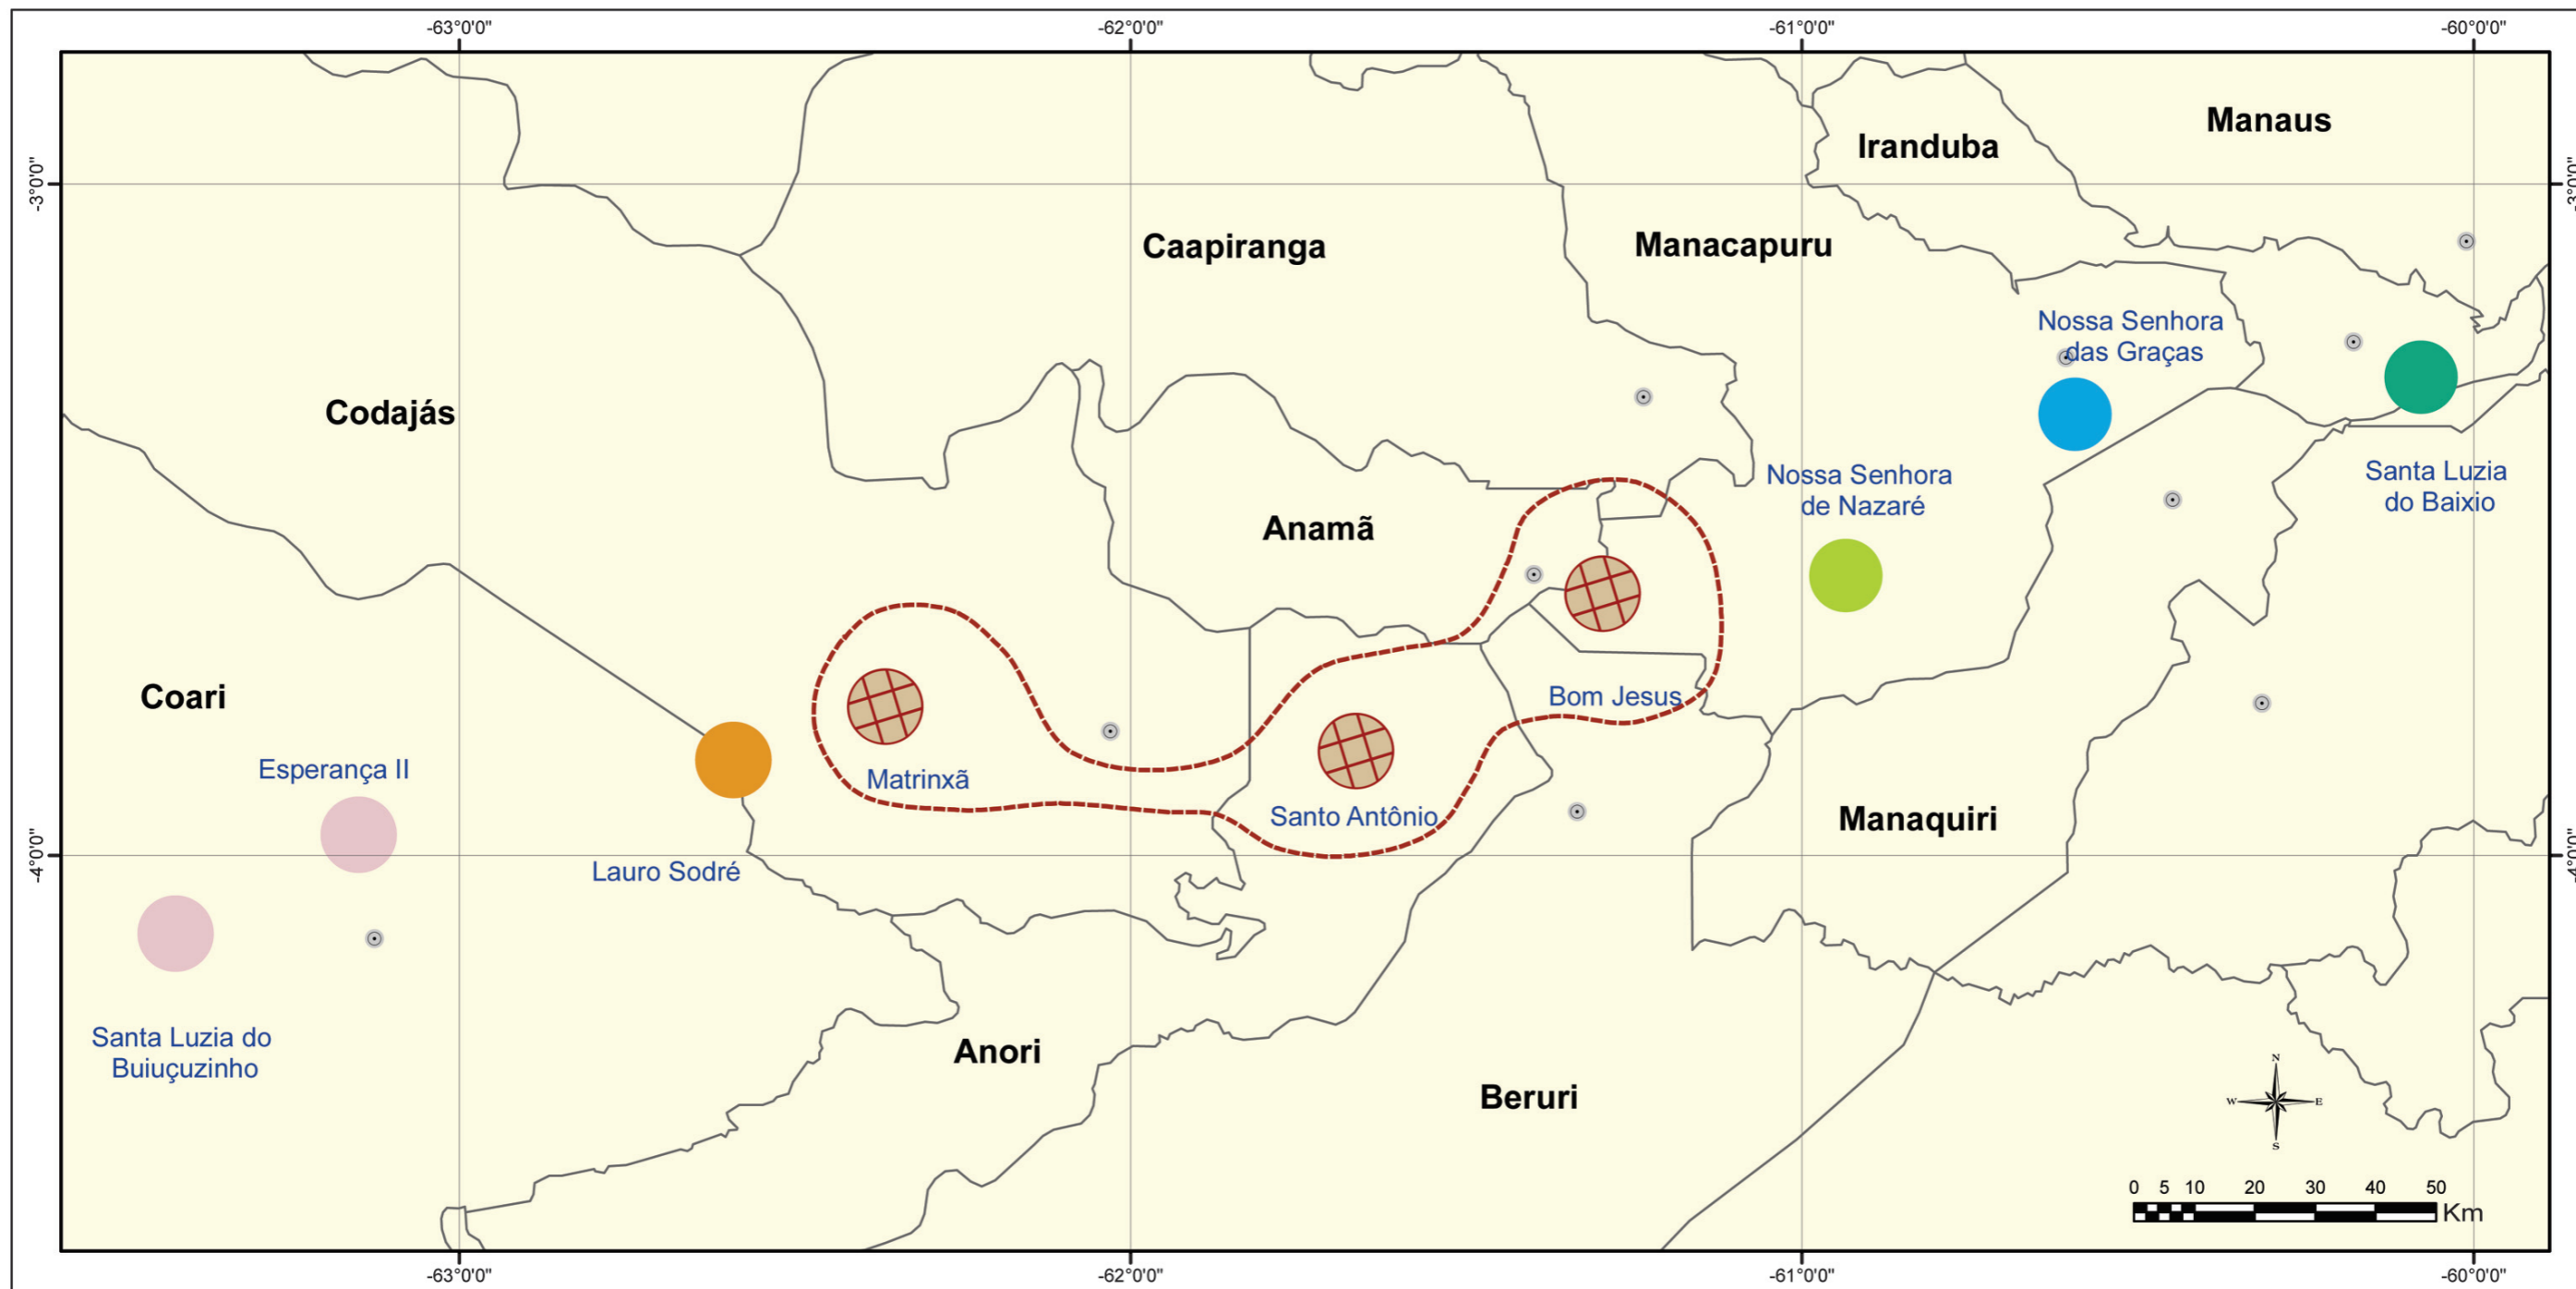 -63°0'0"
-62°0'0"
-61°0'0"
-60°0'0"
-3°0'0"
-3°0'0"
Manaus
Iranduba
Caapiranga
Manacapuru
Nossa Senhora
das Graças
Codajás
Nossa Senhora
de Nazaré
Santa Luzia
do Baixio
Anamã
Coari
Bom Jesus
Esperança II
Matrinxã
Santo Antônio
Manaquiri
Lauro Sodré
-4°0'0"
-4°0'0"
Santa Luzia do
Buiuçuzinho
Anori
Beruri
N
W
E
S
0 5 10 20 30 40 50
Km
-63°0'0"
-62°0'0"
-61°0'0"
-60°0'0"